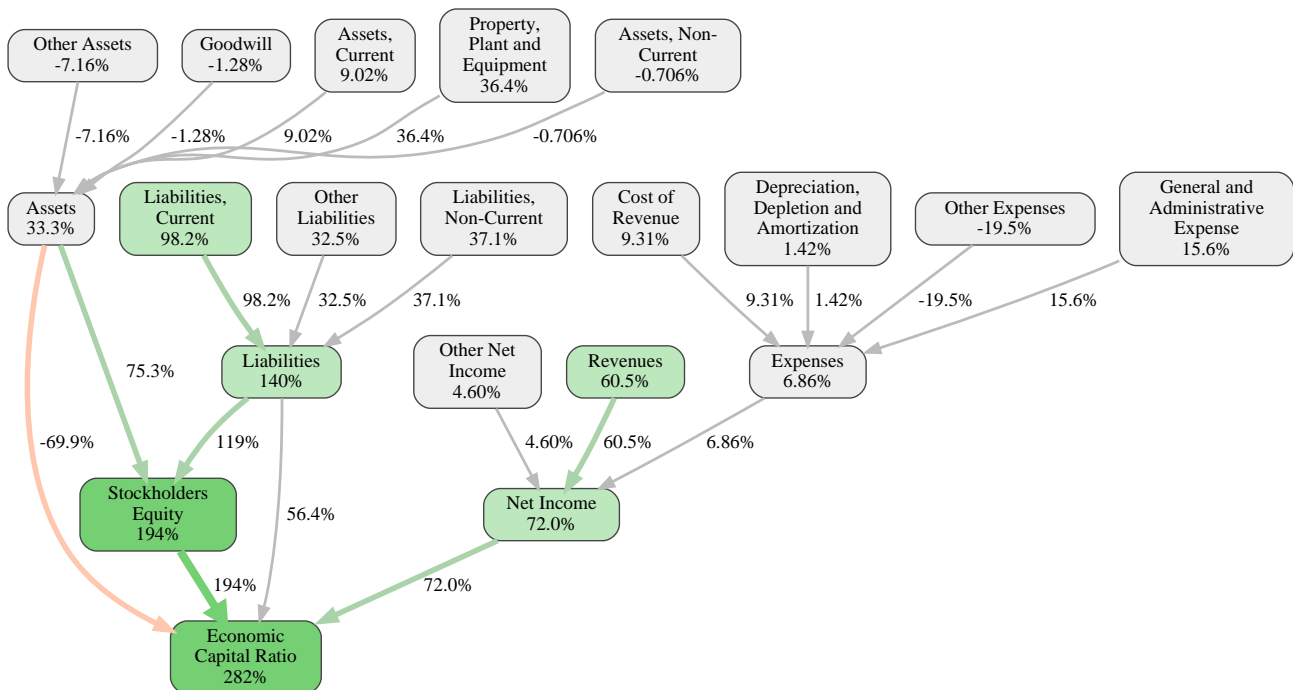 Other Assets
-7.16%
Goodwill
-1.28%
Assets,
Current
9.02%
Property,
Plant and
Equipment
36.4%
Assets, Non-
Current
-0.706%
-7.16%
-1.28%
9.02%
36.4%
-0.706%
Assets
33.3%
Liabilities,
Current
98.2%
Other
Liabilities
32.5%
Liabilities,
Non-Current
37.1%
Cost of
Revenue
9.31%
Depreciation,
Depletion and
Amortization
1.42%
Other Expenses
-19.5%
General and
Administrative
Expense
15.6%
98.2%
32.5%
37.1%
9.31%
1.42%
-19.5%
15.6%
75.3%
Liabilities
140%
Other Net
Income
4.60%
Revenues
60.5%
Expenses
6.86%
-69.9%
119%
4.60%
60.5%
6.86%
Stockholders
Equity
194%
56.4%
Net Income
72.0%
194%
72.0%
Economic
Capital Ratio
282%